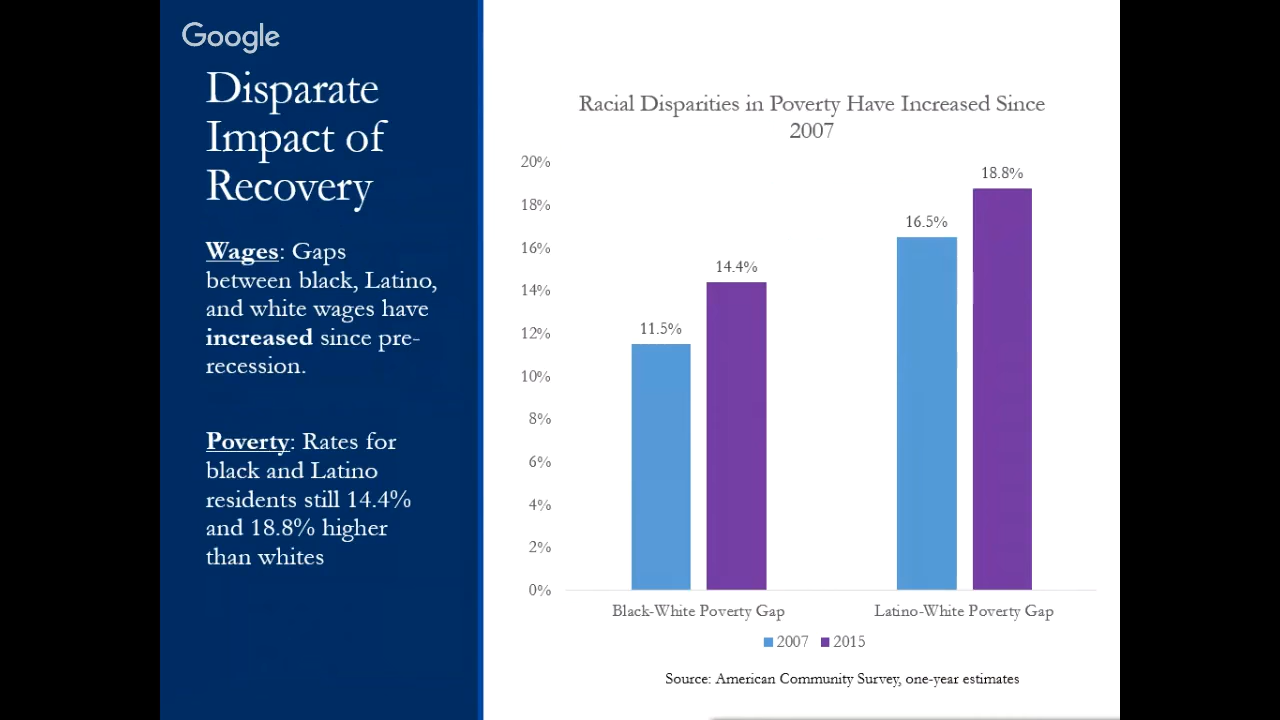 Google
Disparate
Impact of
Recovery
Wages: Gaps
between black, Latino,
and white wages have
increased since pre-
recession.
Poverty: Rates for
black and Latino
residents still 14.4%
and 18.8% higher
than whites
Racial Disparities in Poverty Have Increased Since
2007
20%
18%
16%
14%
12%
10%
8%
6%
4%
2%
0%
11.5%
14.4%
16.5%
18.8%
Black-White Poverty Gap
Latino-White Poverty Gap
2007 2015
Source: American Community Survey, one-year estimates